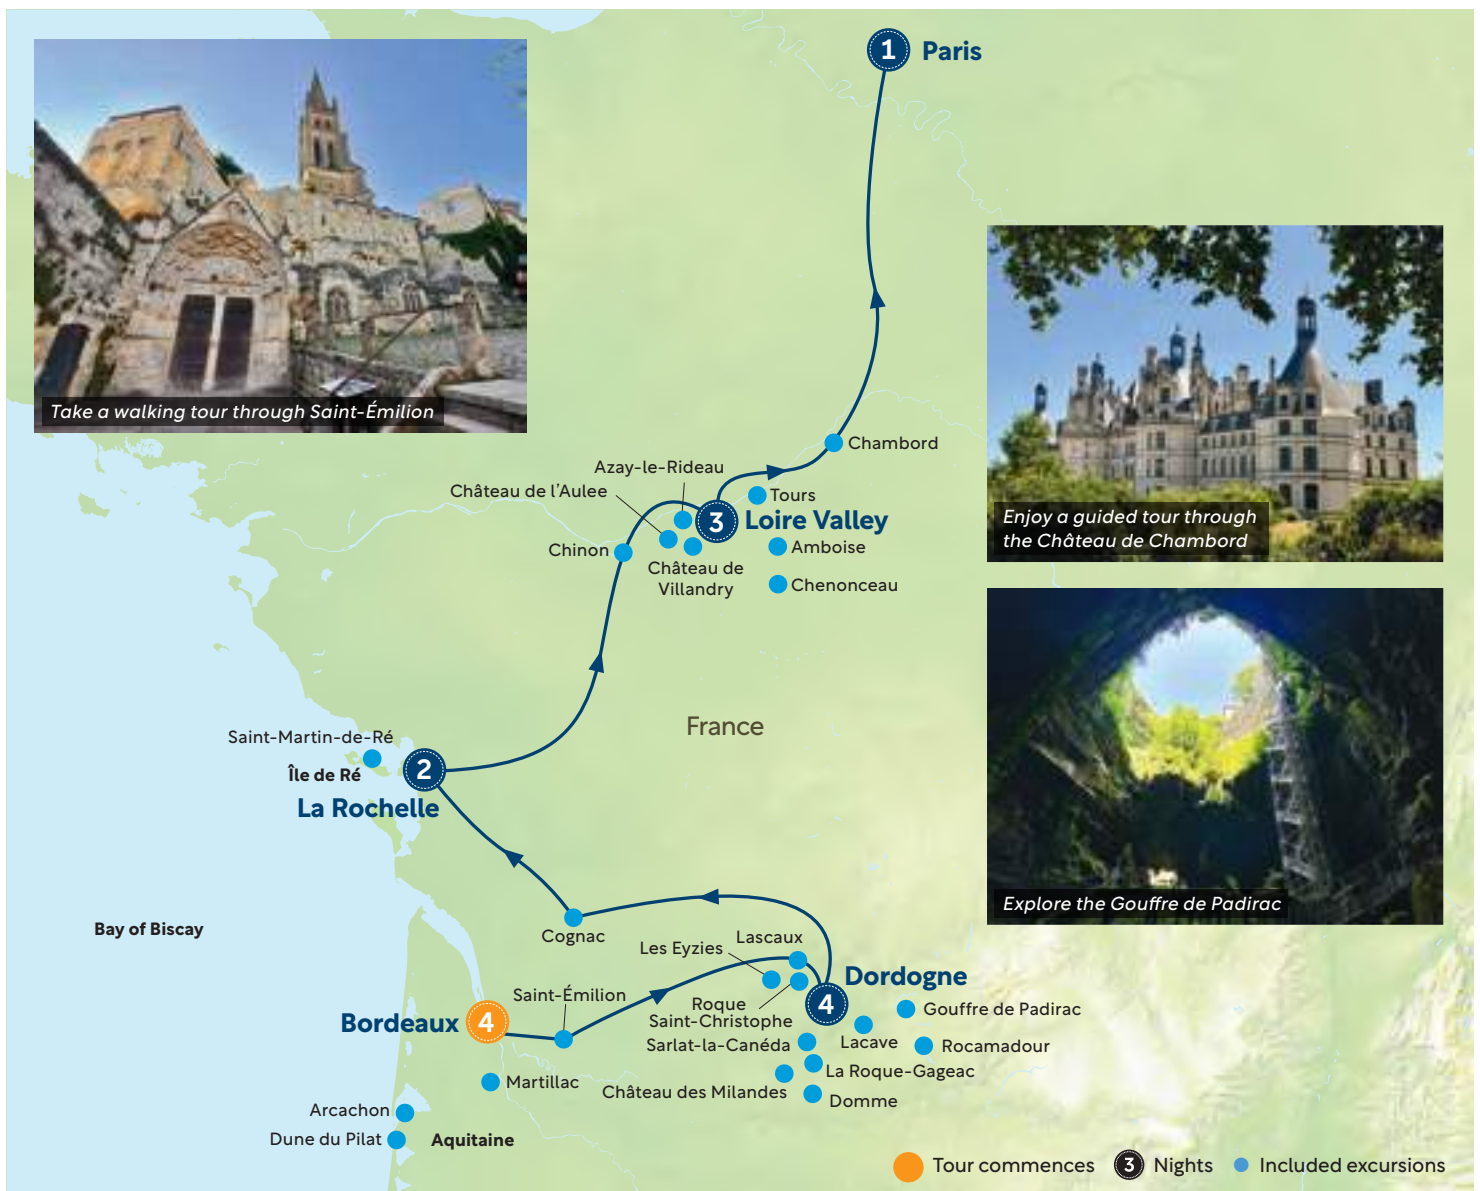 1 Paris
Take a walking tour through Saint-Émilion
Enjoy a guided tour through
the Château de Chambord
Chambord
Azay-le-Rideau
Château de l’Aulee
Tours
3 Loire Valley
Chinon
Amboise
Château de
Villandry
Chenonceau
Explore the Gouffre de Padirac
France
Saint-Martin-de-Ré
Île de Ré
2
La Rochelle
Bay of Biscay
Cognac
Lascaux
Les Eyzies
Dordogne
4
Saint-Émilion
Roque
Saint-Christophe
Gouffre de Padirac
Bordeaux 4
Sarlat-la-Canéda
Lacave
Rocamadour
La Roque-Gageac
Martillac
Château des Milandes
Domme
Arcachon
Dune du Pilat
Aquitaine
Tour commences
3 Nights
Included excursions